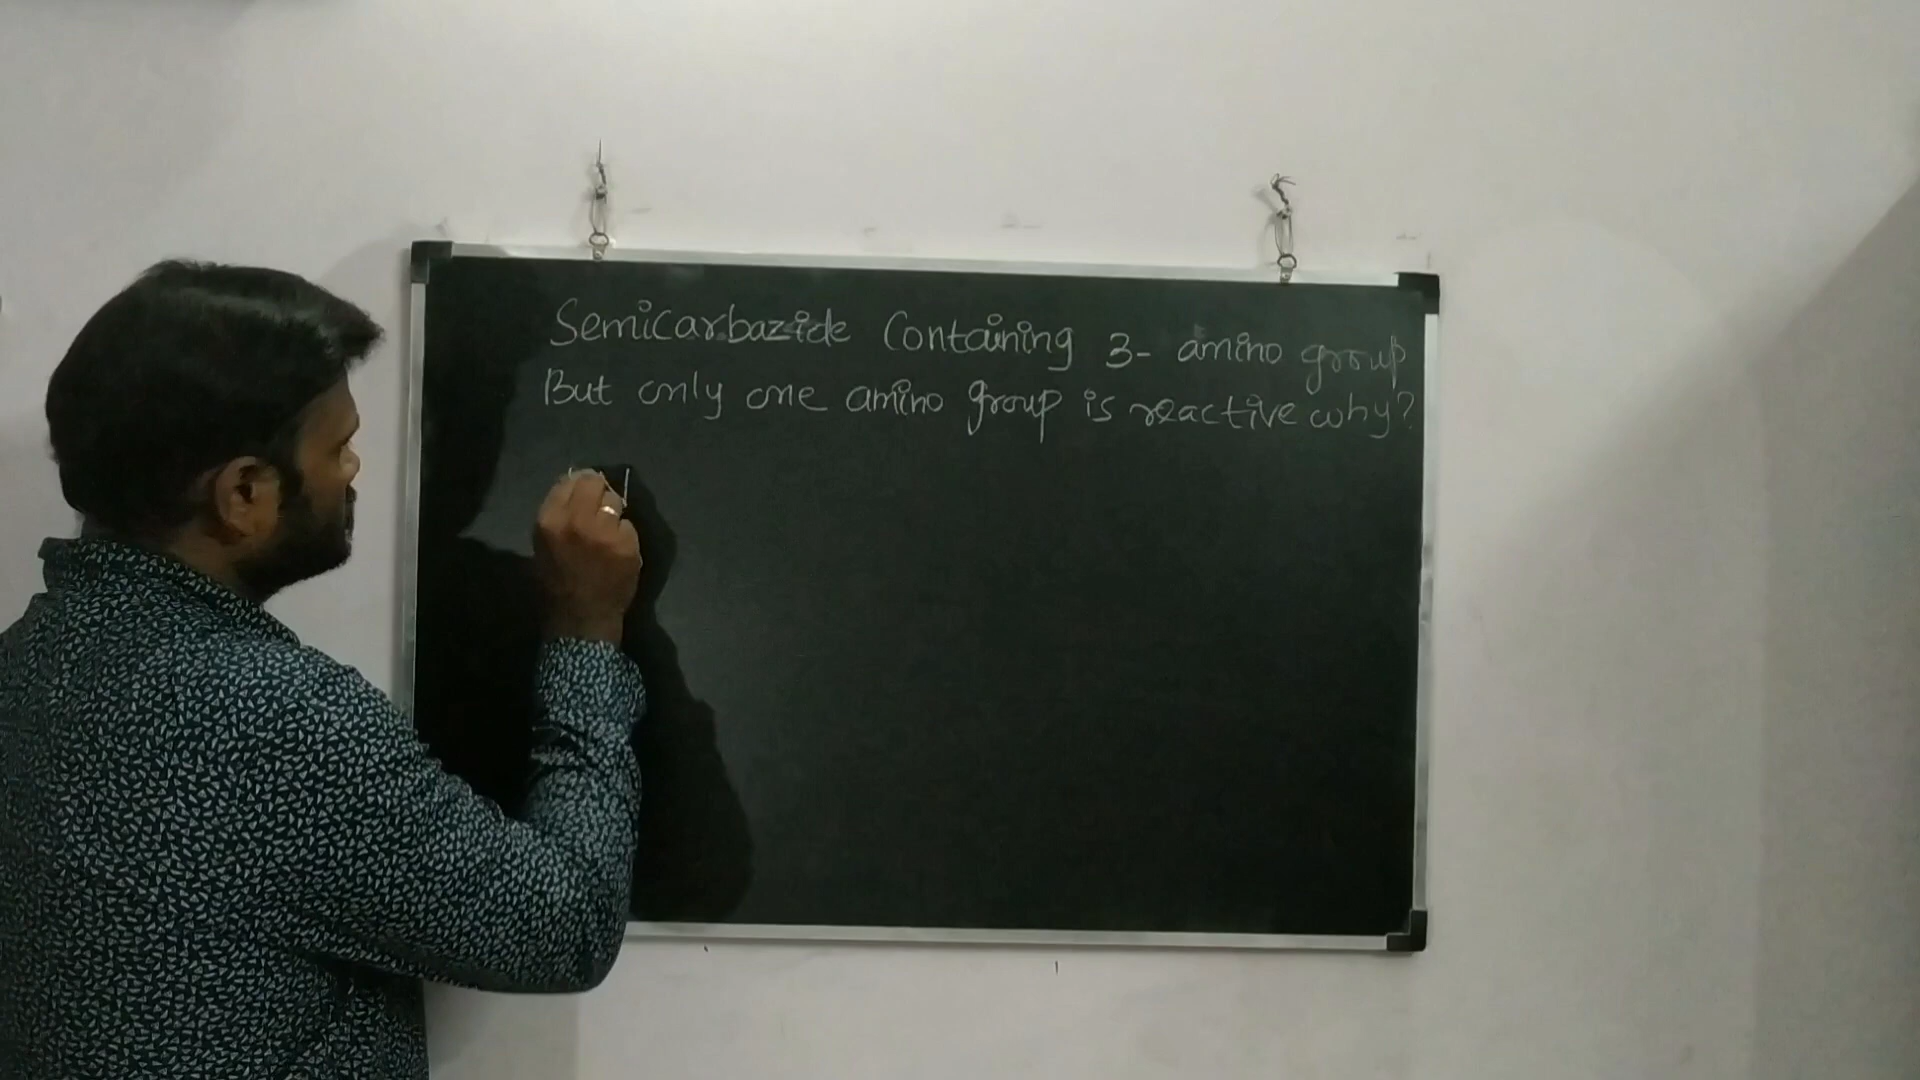 Semicarbazide Containing 3- amino group
But only one amino group is reactive why?